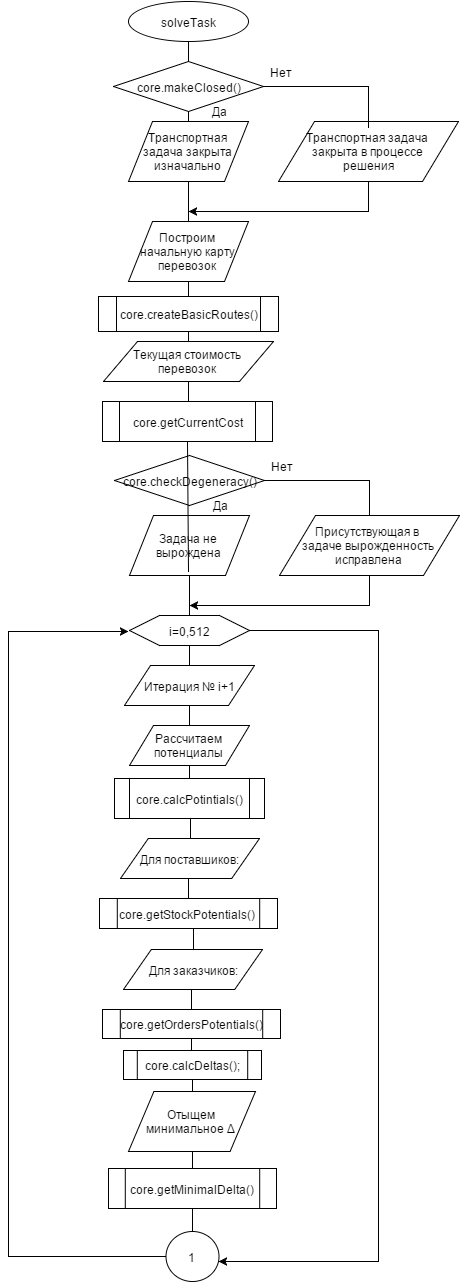 solveTask
core.makeClosed()
Нет
Да
Транспортная
задача закрыта
изначально
Транспортная задача
закрыта в процессе
решения
Построим
начальную карту
перевозок
core.createBasicRoutes()
Текущая стоимость
перевозок
core.getCurrentCost
core.checkDegeneracy()
Нет
Да
Задача не
вырождена
Присутствующая в
задаче вырожденность
исправлена
i=0,512
Итерация № i+1
Рассчитаем
потенциалы
core.calcPotintials()
Для поставшиков:
core.getStockPotentials()
Для заказчиков:
core.getOrdersPotentials()
core.calcDeltas();
Отыщем
минимальное Δ
core.getMinimalDelta()
1